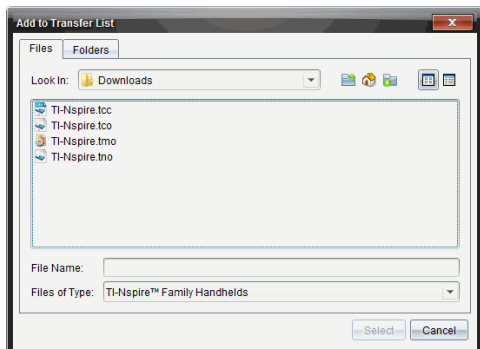 Add to Transfer List
Files Folders
Look In: Downloads
TI-Nspire.tcc
TI-Nspire.tco
TI-Nspire.tmo
TI-Nspire.tno
File Name:
Files of Type: TI-Nspire™ Family Handhelds
Select Cancel